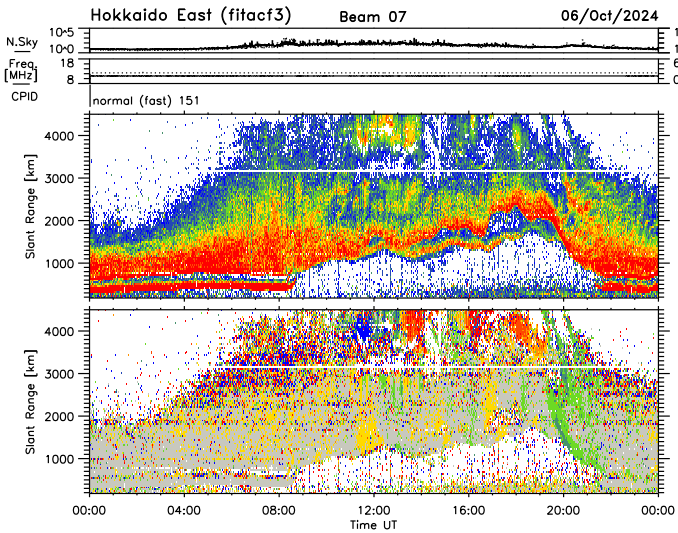 Hokkaido East (fitacf3) Beam 07 06/Oct/2024
N.Sky 10^5 10^0 1 1
Freq. [MHz] 18 8 6 0
CPID normal (fast) 151
Slant Range [km] 4000 3000 2000 1000
Slant Range [km] 4000 3000 2000 1000
00:00 04:00 08:00 12:00 16:00 20:00 00:00
Time UT